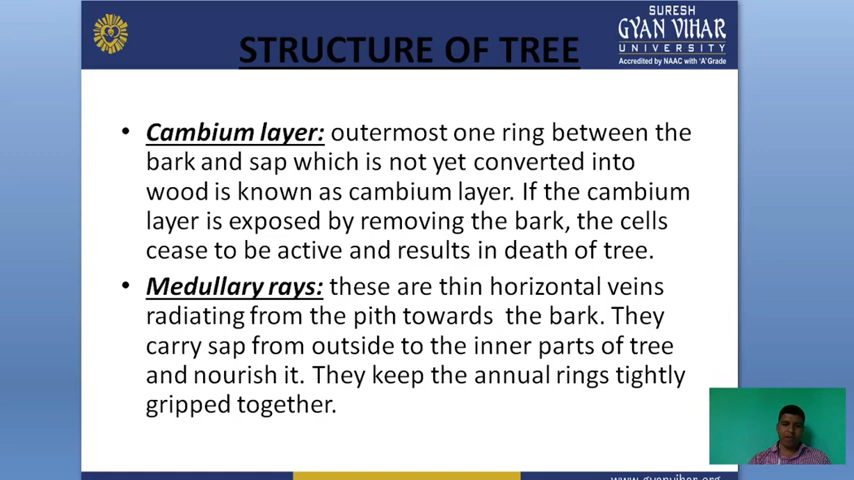 SURESH
GYAN VIHAR
UNIVERSITY
Accredited by NAAC with 'A' Grade
STRUCTURE OF TREE
• Cambium layer: outermost one ring between the
bark and sap which is not yet converted into
wood is known as cambium layer. If the cambium
layer is exposed by removing the bark, the cells
cease to be active and results in death of tree.
• Medullary rays: these are thin horizontal veins
radiating from the pith towards the bark. They
carry sap from outside to the inner parts of tree
and nourish it. They keep the annual rings tightly
gripped together.
www.gyanvihar.org